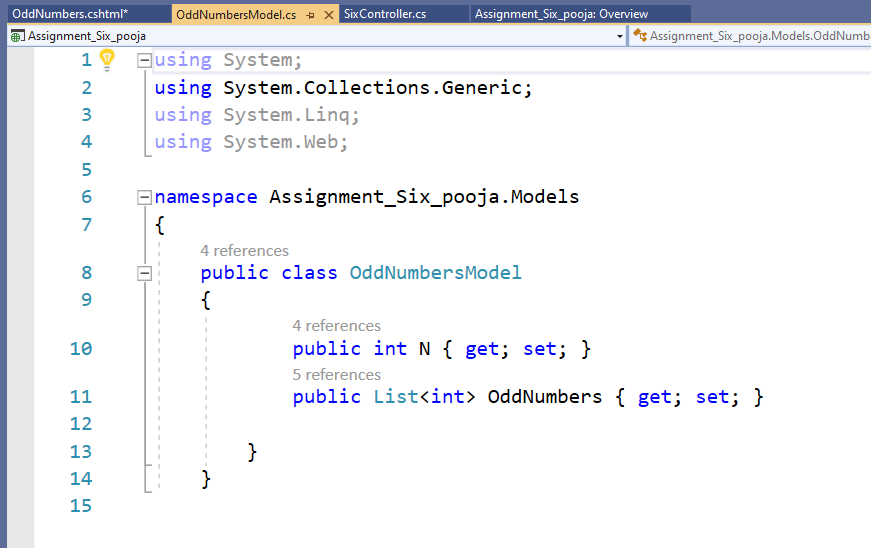 OddNumbers.cshtml*
OddNumbersModel.cs
SixController.cs
Assignment_Six_pooja: Overview
Assignment_Six_pooja
Assignment_Six_pooja.Models.OddNumb
1 using System;
2 using System.Collections.Generic;
3 using System.Linq;
4 using System.Web;
5
6 namespace Assignment_Six_pooja.Models
7 {
4 references
8 public class OddNumbersModel
9 {
4 references
10 public int N { get; set; }
5 references
11 public List<int> OddNumbers { get; set; }
12
13 }
14 }
15